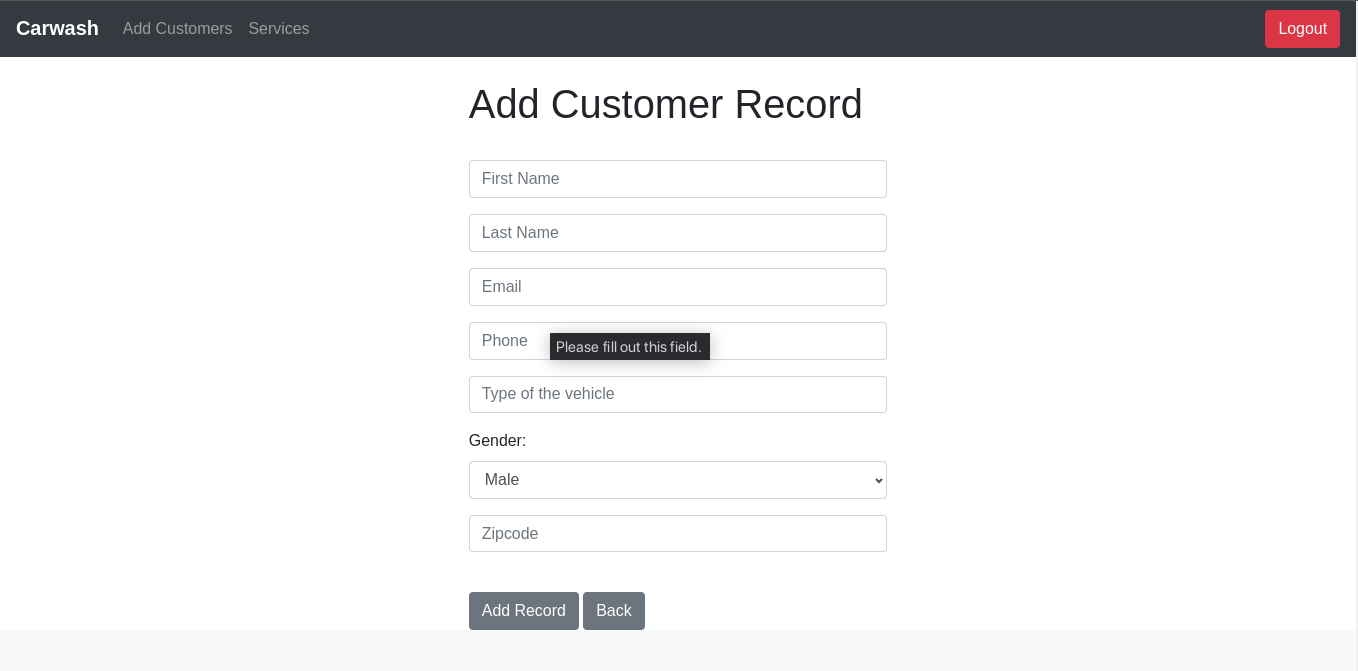 Carwash Add Customers Services Logout
Add Customer Record
First Name
Last Name
Email
Phone
Please fill out this field.
Type of the vehicle
Gender:
Male
Zipcode
Add Record Back